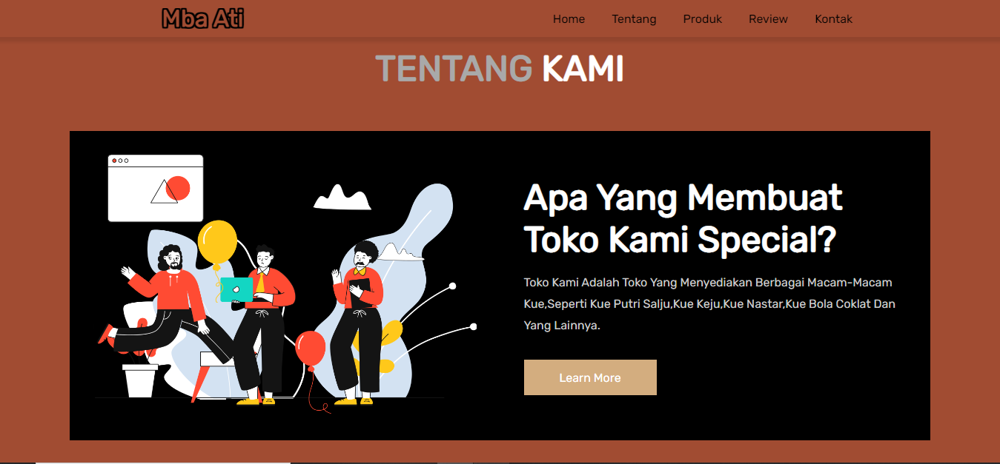 Mba Ati
Home Tentang Produk Review Kontak
TENTANG KAMI
Apa Yang Membuat
Toko Kami Special?
Toko Kami Adalah Toko Yang Menyediakan Berbagai Macam-Macam
Kue,Seperti Kue Putri Salju,Kue Keju,Kue Nastar,Kue Bola Coklat Dan
Yang Lainnya.
Learn More